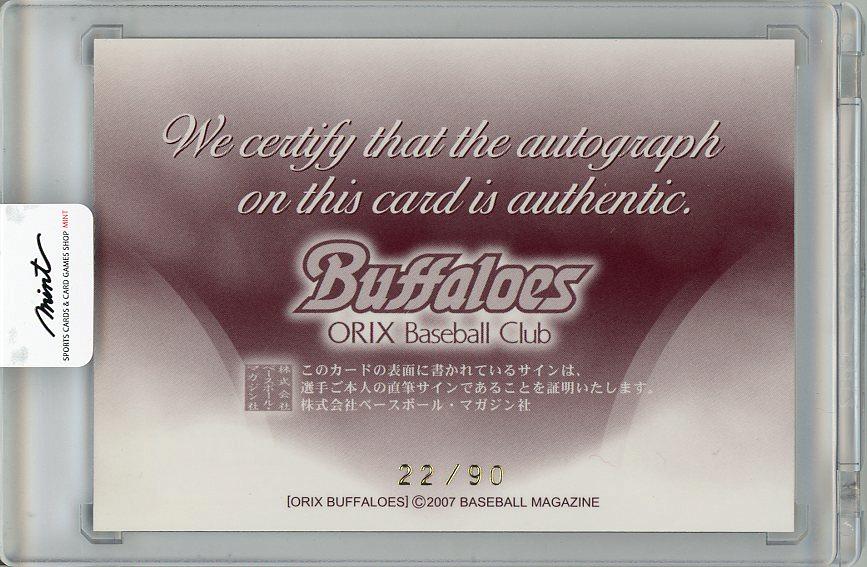 We certify that the autograph
on this card is authentic.
Buffaloes
ORIX Baseball Club
株式会社
ベースボール・
マガジン社
このカードの表面に書かれているサインは、
選手ご本人の直筆サインであることを証明いたします。
株式会社ベースボール・マガジン社
22/90
[ORIX BUFFALOES] ©2007 BASEBALL MAGAZINE
mint
SPORTS CARDS & CARD GAMES SHOP MINT